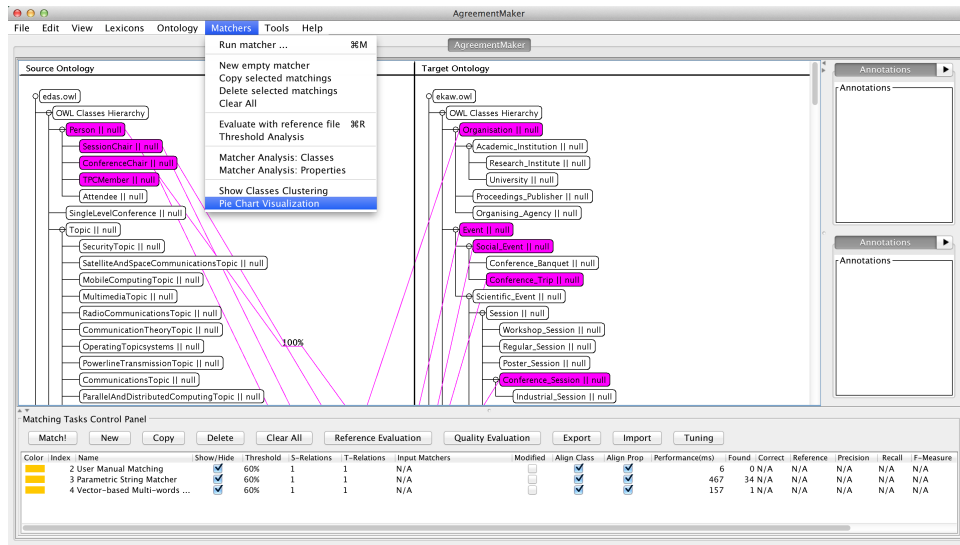 AgreementMaker
File Edit View Lexicons Ontology Matchers Tools Help
AgreementMaker
Run matcher ... ⌘M
New empty matcher
Copy selected matchings
Delete selected matchings
Clear All
Evaluate with reference file ⌘R
Threshold Analysis
Matcher Analysis: Classes
Matcher Analysis: Properties
Show Classes Clustering
Pie Chart Visualization
Source Ontology
edas.owl
OWL Classes Hierarchy
Person || null
SessionChair || null
ConferenceChair || null
TPCMember || null
Attendee || null
SingleLevelConference || null
Topic || null
SecurityTopic || null
SatelliteAndSpaceCommunicationsTopic || null
MobileComputingTopic || null
MultimediaTopic || null
RadioCommunicationsTopic || null
CommunicationTheoryTopic || null
OperatingTopicsystems || null
PowerlineTransmissionTopic || null
CommunicationsTopic || null
ParallelAndDistributedComputingTopic || null
100%
Target Ontology
ekaw.owl
OWL Classes Hierarchy
Organisation || null
Academic_Institution || null
Research_Institute || null
University || null
Proceedings_Publisher || null
Organising_Agency || null
Event || null
Social_Event || null
Conference_Banquet || null
Conference_Trip || null
Scientific_Event || null
Session || null
Workshop_Session || null
Regular_Session || null
Poster_Session || null
Conference_Session || null
Industrial_Session || null
Annotations
Annotations
Annotations
Annotations
Matching Tasks Control Panel
Match! New Copy Delete Clear All Reference Evaluation Quality Evaluation Export Import Tuning
Color Index Name Show/Hide Threshold S-Relations T-Relations Input Matchers Modified Align Class Align Prop Performance(ms) Found Correct Reference Precision Recall F-Measure
2 User Manual Matching 60% 1 1 N/A 6 0 N/A N/A N/A N/A N/A
3 Parametric String Matcher 60% 1 1 N/A 467 34 N/A N/A N/A N/A N/A
4 Vector-based Multi-words ... 60% 1 1 N/A 157 1 N/A N/A N/A N/A N/A